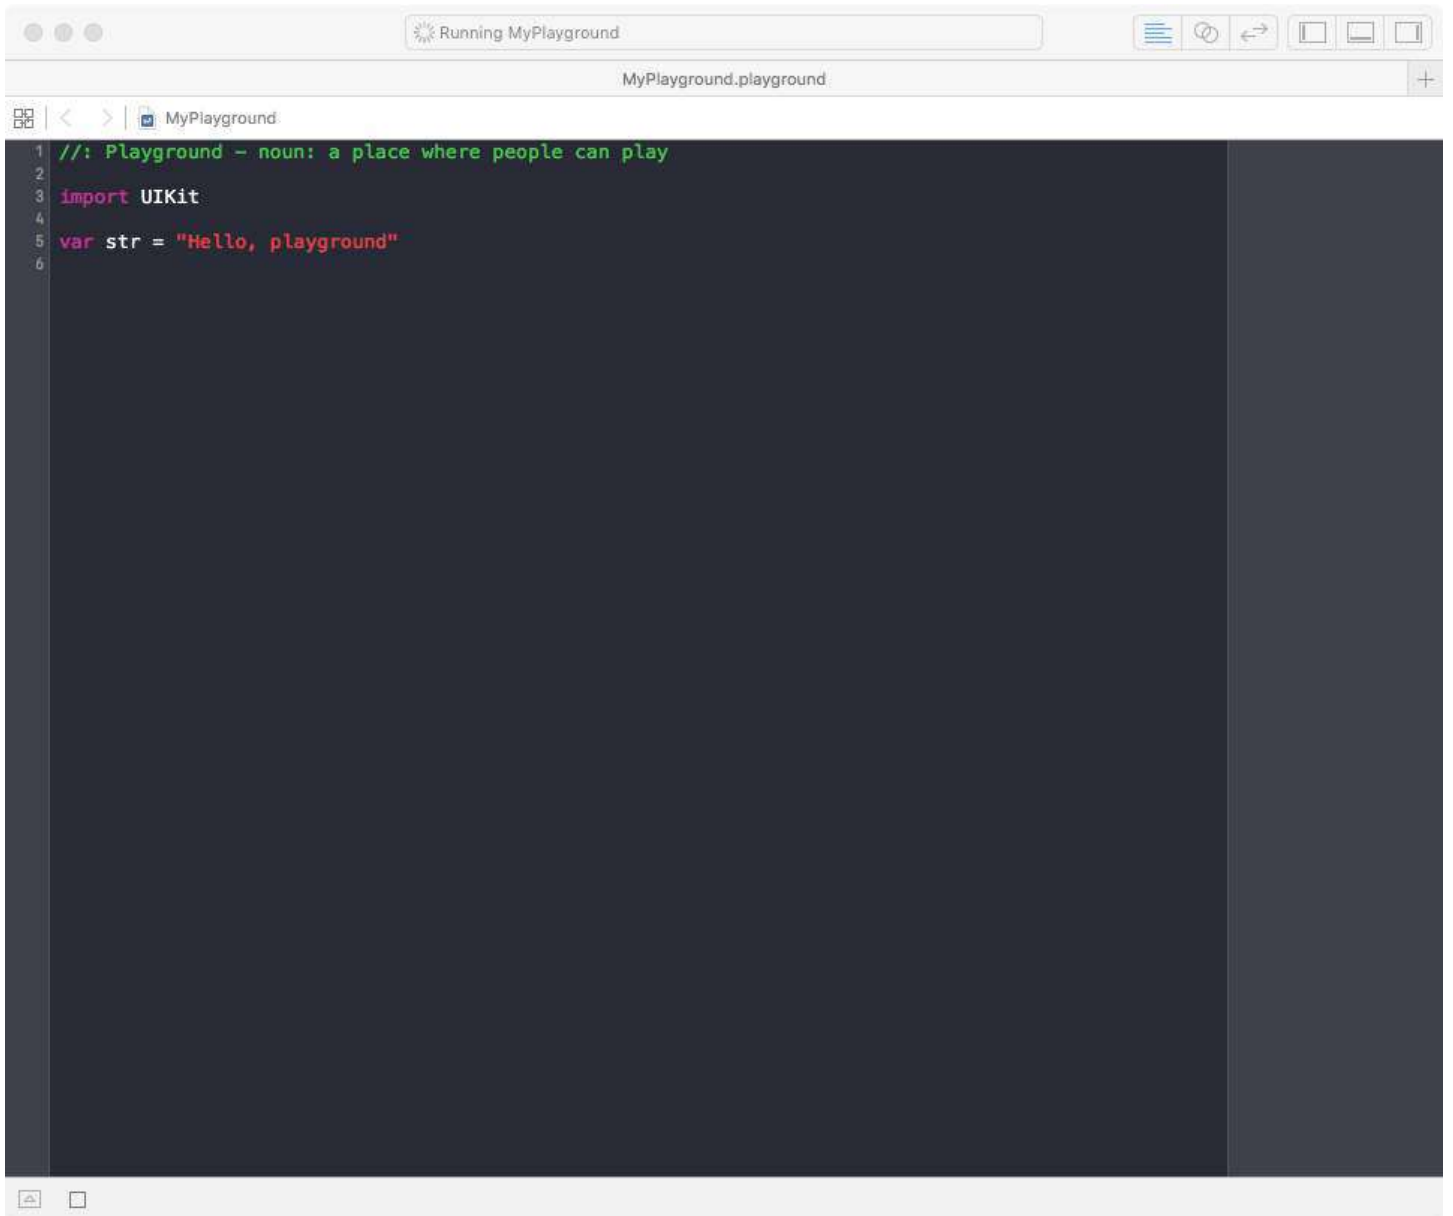 Running MyPlayground
MyPlayground.playground
MyPlayground
1 //: Playground – noun: a place where people can play
2
3 import UIKit
4
5 var str = "Hello, playground"
6